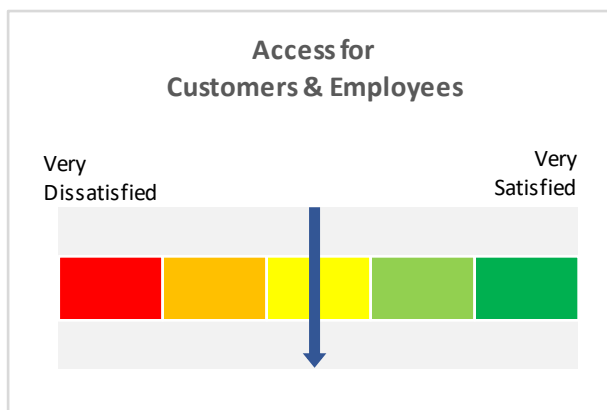 Access for
Customers & Employees
Very
Dissatisfied
Very
Satisfied